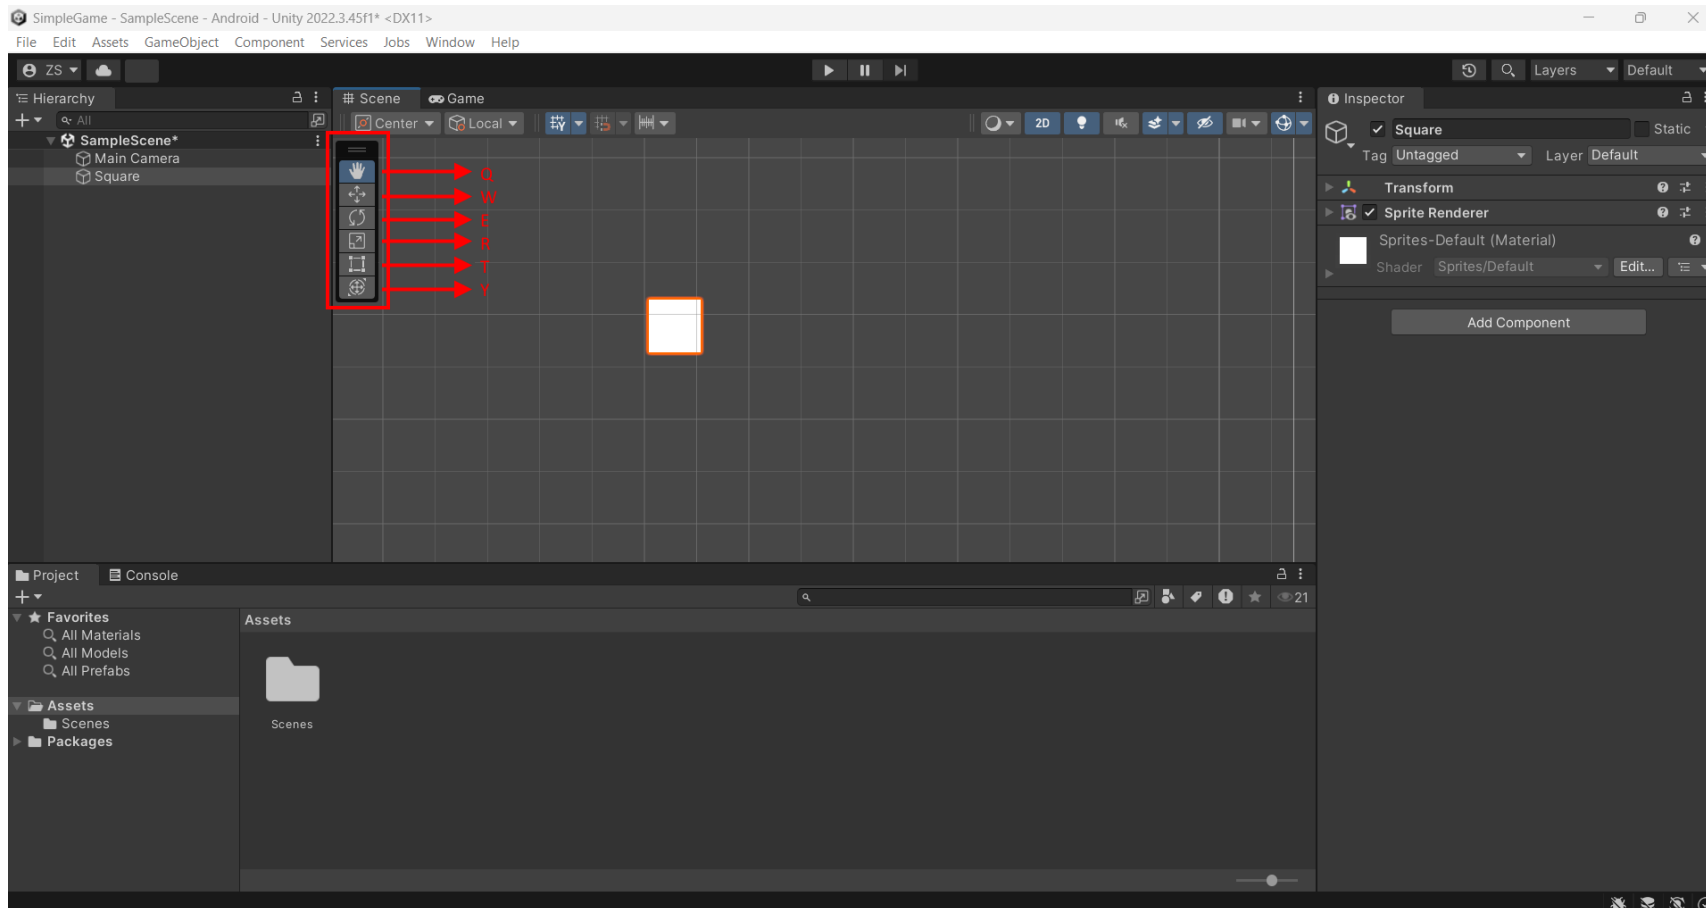 SimpleGame - SampleScene - Android - Unity 2022.3.45f1* <DX11>
File Edit Assets GameObject Component Services Jobs Window Help
ZS Layers Default
Hierarchy
All
SampleScene*
Main Camera
Square
Scene Game
Center Local 2D
Q
W
E
R
T
Y
Inspector
Square Static
Tag Untagged Layer Default
Transform
Sprite Renderer
Sprites-Default (Material)
Shader Sprites/Default Edit...
Add Component
Project Console
21
Favorites
All Materials
All Models
All Prefabs
Assets
Scenes
Packages
Assets
Scenes